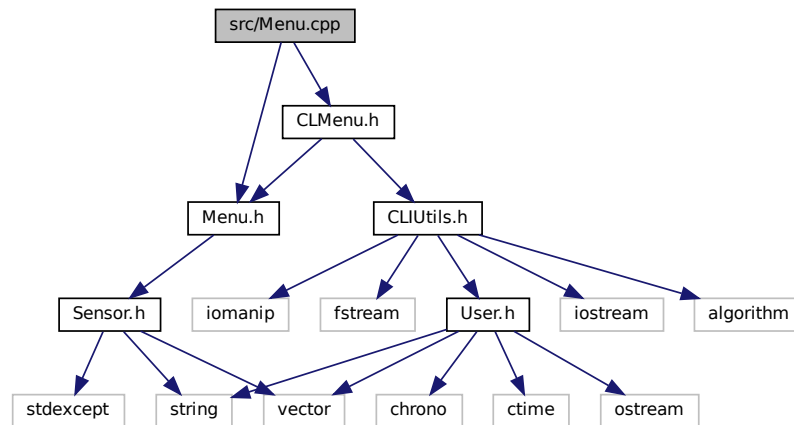 src/Menu.cpp
CLMenu.h
Menu.h
CLIUtils.h
Sensor.h
iomanip
fstream
User.h
iostream
algorithm
stdexcept
string
vector
chrono
ctime
ostream